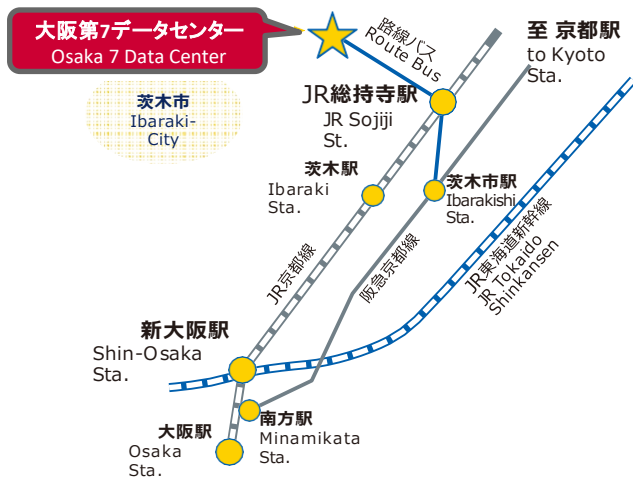 大阪第7データセンター
Osaka 7 Data Center
路線バス
Route Bus
至 京都駅
to Kyoto
Sta.
茨木市
Ibaraki-
City
JR総持寺駅
JR Sojiji
St.
茨木駅
Ibaraki
Sta.
茨木市駅
Ibarakishi
Sta.
JR京都線
阪急京都線
JR東海道新幹線
JR Tokaido
Shinkansen
新大阪駅
Shin-Osaka
Sta.
南方駅
Minamikata
Sta.
大阪駅
Osaka
Sta.